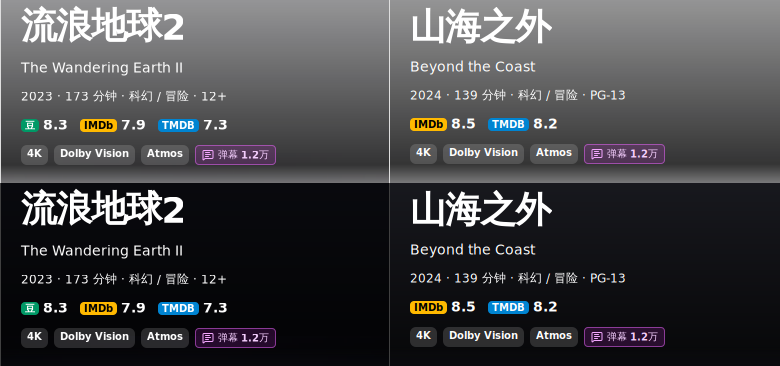 流浪地球2
The Wandering Earth II
2023 · 173 分钟 · 科幻 / 冒险 · 12+
豆 8.3 IMDb 7.9 TMDB 7.3
4K Dolby Vision Atmos 弹幕 1.2万
山海之外
Beyond the Coast
2024 · 139 分钟 · 科幻 / 冒险 · PG-13
IMDb 8.5 TMDB 8.2
4K Dolby Vision Atmos 弹幕 1.2万
流浪地球2
The Wandering Earth II
2023 · 173 分钟 · 科幻 / 冒险 · 12+
豆 8.3 IMDb 7.9 TMDB 7.3
4K Dolby Vision Atmos 弹幕 1.2万
山海之外
Beyond the Coast
2024 · 139 分钟 · 科幻 / 冒险 · PG-13
IMDb 8.5 TMDB 8.2
4K Dolby Vision Atmos 弹幕 1.2万